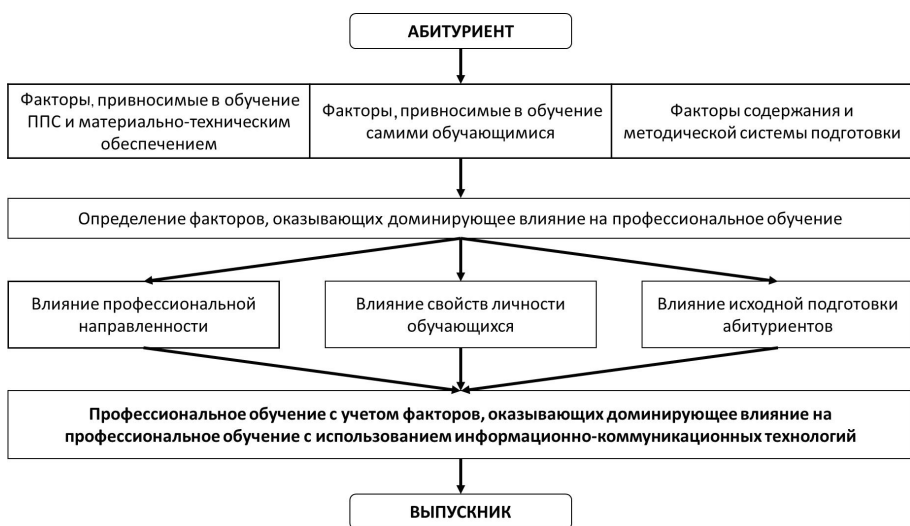 АБИТУРИЕНТ
Факторы, привносимые в обучение
ППС и материально-техническим
обеспечением
Факторы, привносимые в обучение
самими обучающимися
Факторы содержания и
методической системы подготовки
Определение факторов, оказывающих доминирующее влияние на профессиональное обучение
Влияние профессиональной
направленности
Влияние свойств личности
обучающихся
Влияние исходной подготовки
абитуриентов
Профессиональное обучение с учетом факторов, оказывающих доминирующее влияние на
профессиональное обучение с использованием информационно-коммуникационных технологий
ВЫПУСКНИК